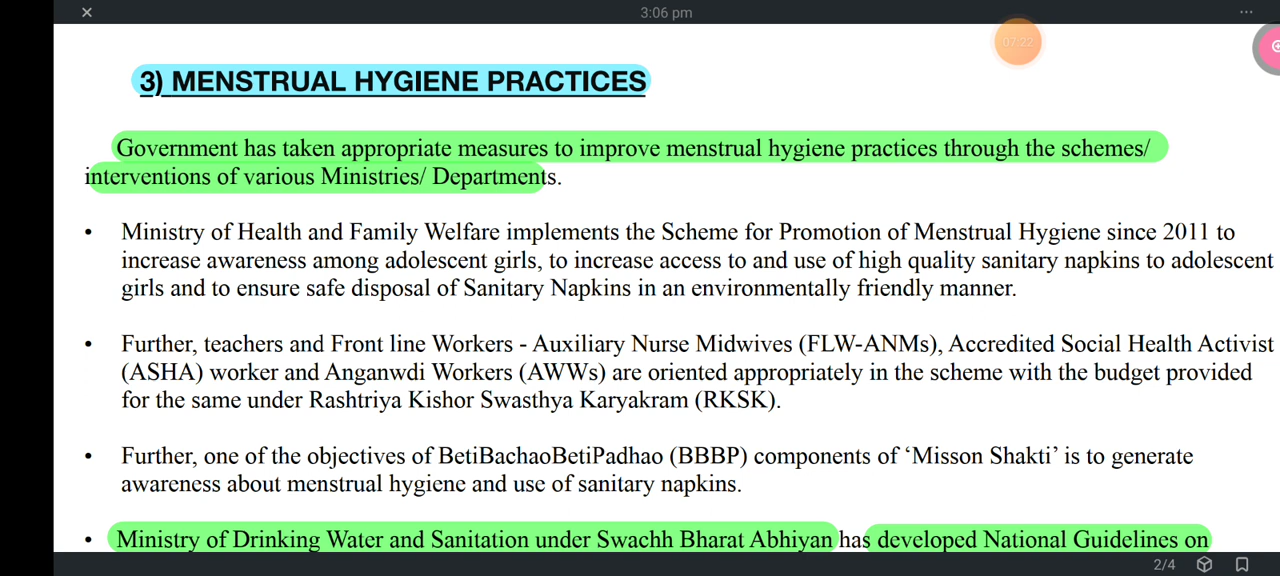 3:06 pm
07:22
3) MENSTRUAL HYGIENE PRACTICES
Government has taken appropriate measures to improve menstrual hygiene practices through the schemes/
interventions of various Ministries/ Departments.
• Ministry of Health and Family Welfare implements the Scheme for Promotion of Menstrual Hygiene since 2011 to
increase awareness among adolescent girls, to increase access to and use of high quality sanitary napkins to adolescent
girls and to ensure safe disposal of Sanitary Napkins in an environmentally friendly manner.
• Further, teachers and Front line Workers - Auxiliary Nurse Midwives (FLW-ANMs), Accredited Social Health Activist
(ASHA) worker and Anganwdi Workers (AWWs) are oriented appropriately in the scheme with the budget provided
for the same under Rashtriya Kishor Swasthya Karyakram (RKSK).
• Further, one of the objectives of BetiBachaoBetiPadhao (BBBP) components of ‘Misson Shakti’ is to generate
awareness about menstrual hygiene and use of sanitary napkins.
• Ministry of Drinking Water and Sanitation under Swachh Bharat Abhiyan has developed National Guidelines on
2/4